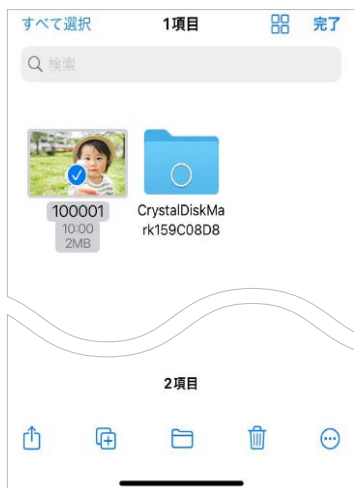 すべて選択
1項目
完了
検索
100001
10:00
2MB
CrystalDiskMa
rk159C08D8
2項目